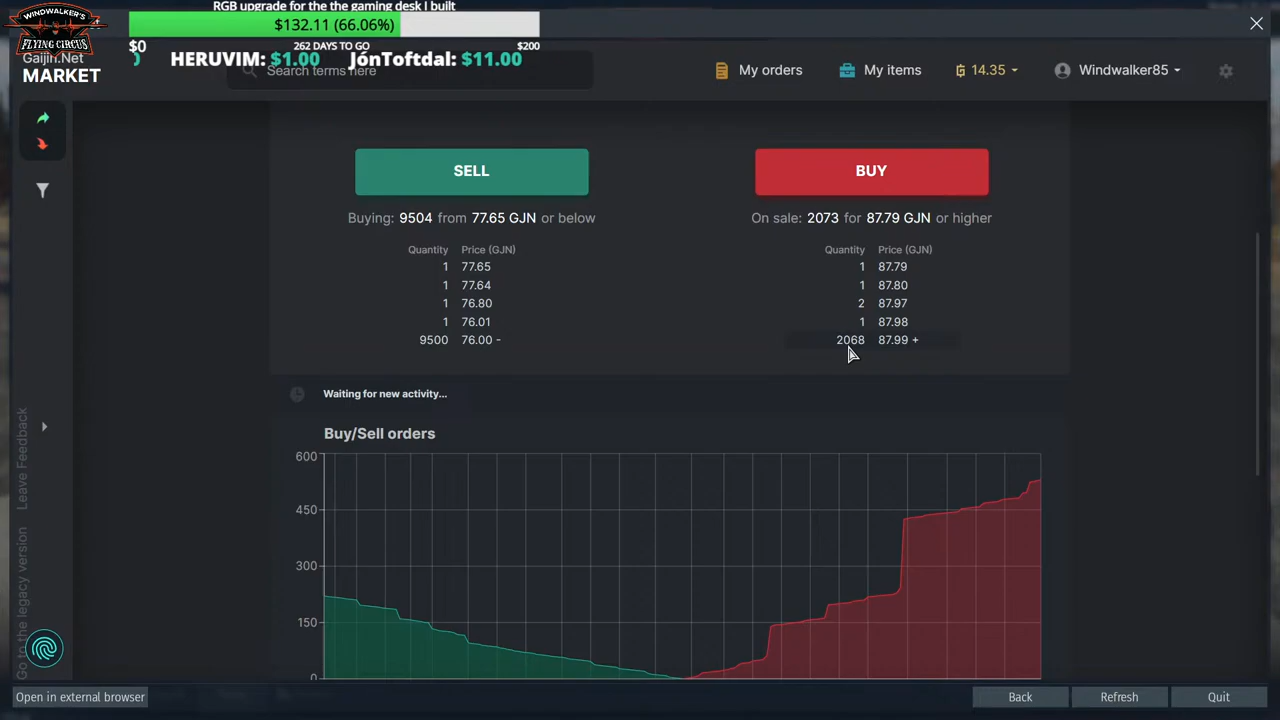 RGB upgrade for the the gaming desk I built
WINDWALKER'S
FLYING CIRCUS
$132.11 (66.06%)
$0
262 DAYS TO GO
$200
HERUVIM: $1.00
JónToftdal: $11.00
Gaijin.Net
MARKET
Search terms here
My orders
My items
14.35
Windwalker85
SELL
BUY
Buying: 9504 from 77.65 GJN or below
On sale: 2073 for 87.79 GJN or higher
Quantity Price (GJN)
1 77.65
1 77.64
1 76.80
1 76.01
9500 76.00 -
Quantity Price (GJN)
1 87.79
1 87.80
2 87.97
1 87.98
2068 87.99 +
Waiting for new activity...
Buy/Sell orders
600
450
300
150
0
Leave Feedback
Go to the legacy version
Open in external browser
Back
Refresh
Quit